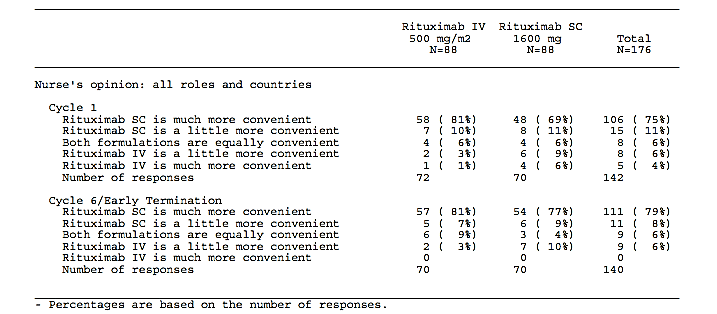 Rituximab IV Rituximab SC
500 mg/m2 1600 mg Total
N=88 N=88 N=176
Nurse's opinion: all roles and countries
Cycle 1
Rituximab SC is much more convenient 58 ( 81%) 48 ( 69%) 106 ( 75%)
Rituximab SC is a little more convenient 7 ( 10%) 8 ( 11%) 15 ( 11%)
Both formulations are equally convenient 4 ( 6%) 4 ( 6%) 8 ( 6%)
Rituximab IV is a little more convenient 2 ( 3%) 6 ( 9%) 8 ( 6%)
Rituximab IV is much more convenient 1 ( 1%) 4 ( 6%) 5 ( 4%)
Number of responses 72 70 142
Cycle 6/Early Termination
Rituximab SC is much more convenient 57 ( 81%) 54 ( 77%) 111 ( 79%)
Rituximab SC is a little more convenient 5 ( 7%) 6 ( 9%) 11 ( 8%)
Both formulations are equally convenient 6 ( 9%) 3 ( 4%) 9 ( 6%)
Rituximab IV is a little more convenient 2 ( 3%) 7 ( 10%) 9 ( 6%)
Rituximab IV is much more convenient 0 0 0
Number of responses 70 70 140
- Percentages are based on the number of responses.